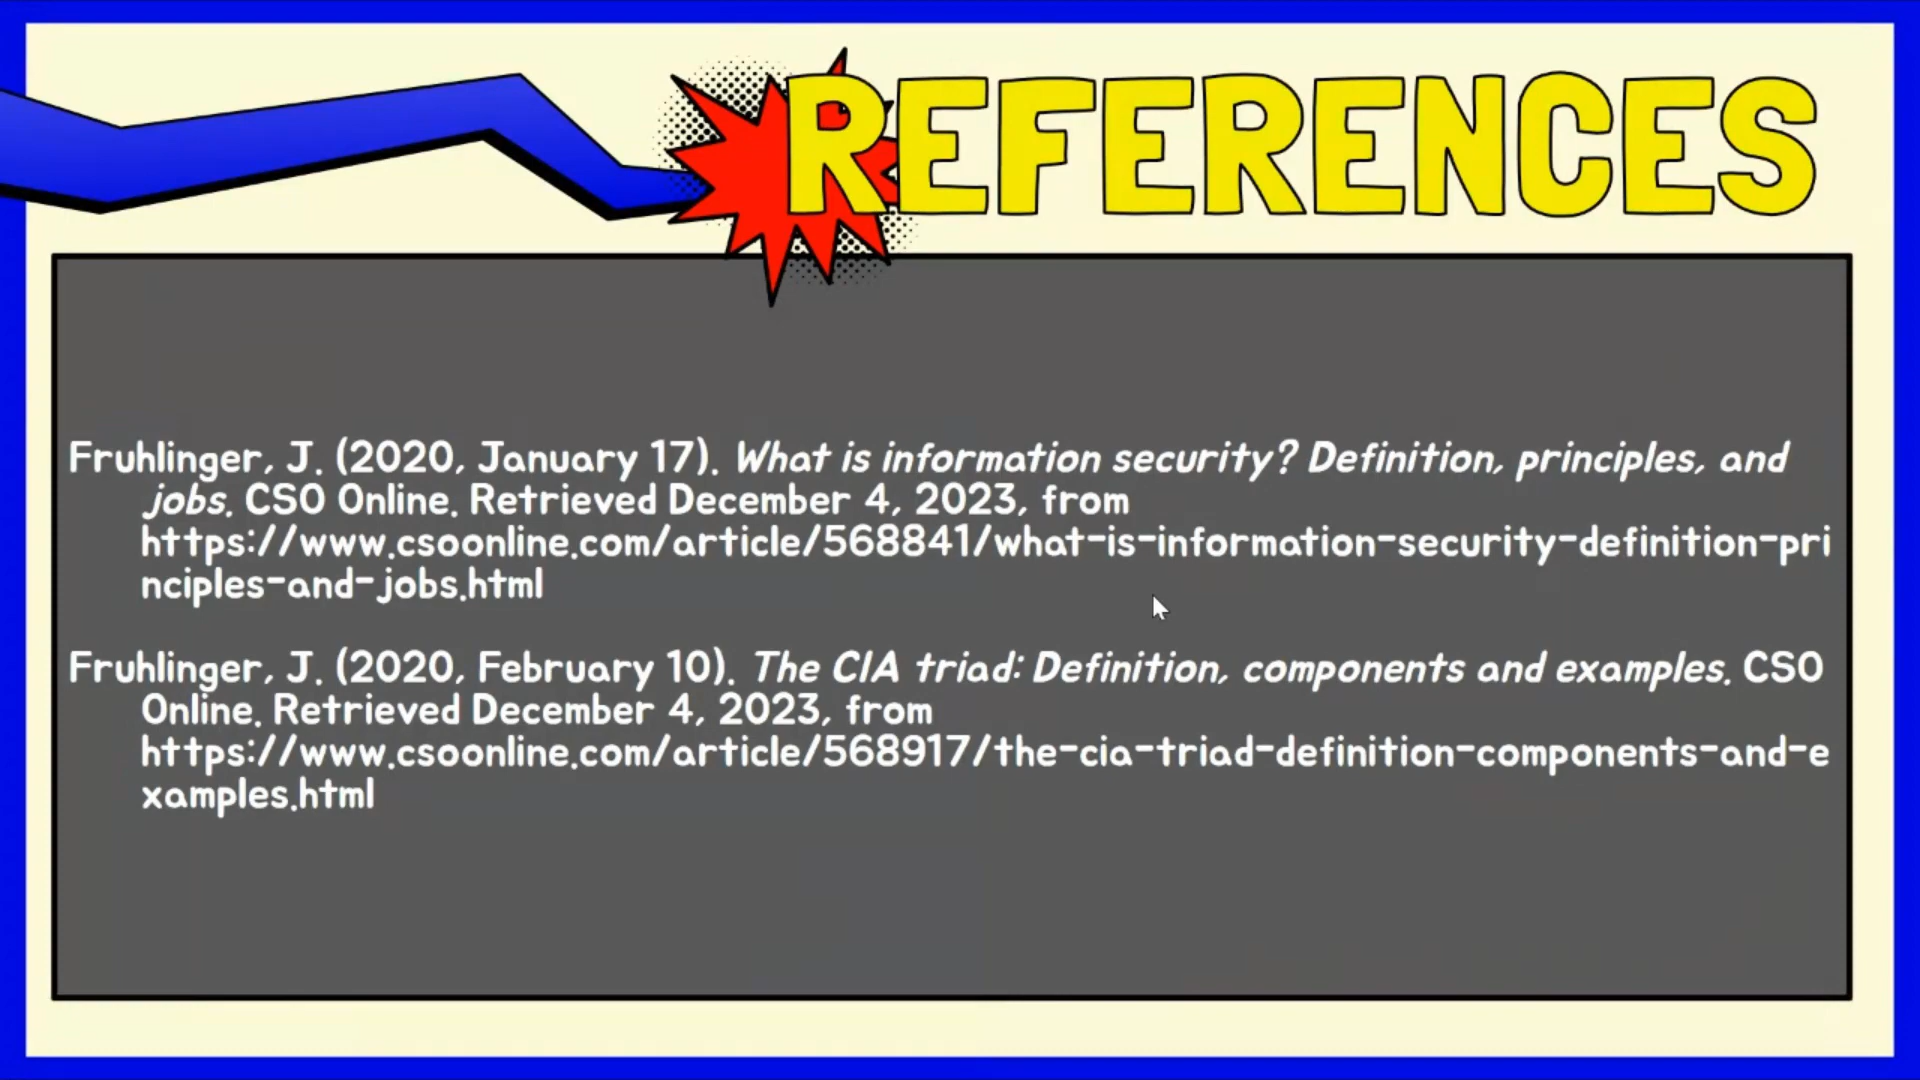 REFERENCES
Fruhlinger, J. (2020, January 17). What is information security? Definition, principles, and
jobs. CSO Online. Retrieved December 4, 2023, from
https://www.csoonline.com/article/568841/what-is-information-security-definition-pri
nciples-and-jobs.html
Fruhlinger, J. (2020, February 10). The CIA triad: Definition, components and examples. CSO
Online. Retrieved December 4, 2023, from
https://www.csoonline.com/article/568917/the-cia-triad-definition-components-and-e
xamples.html